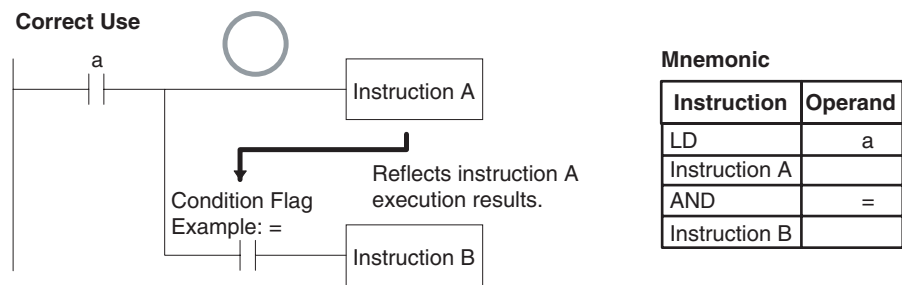 Correct Use
a
Instruction A
Reflects instruction A
execution results.
Condition Flag
Example: =
Instruction B
Mnemonic
Instruction Operand
LD a
Instruction A
AND =
Instruction B